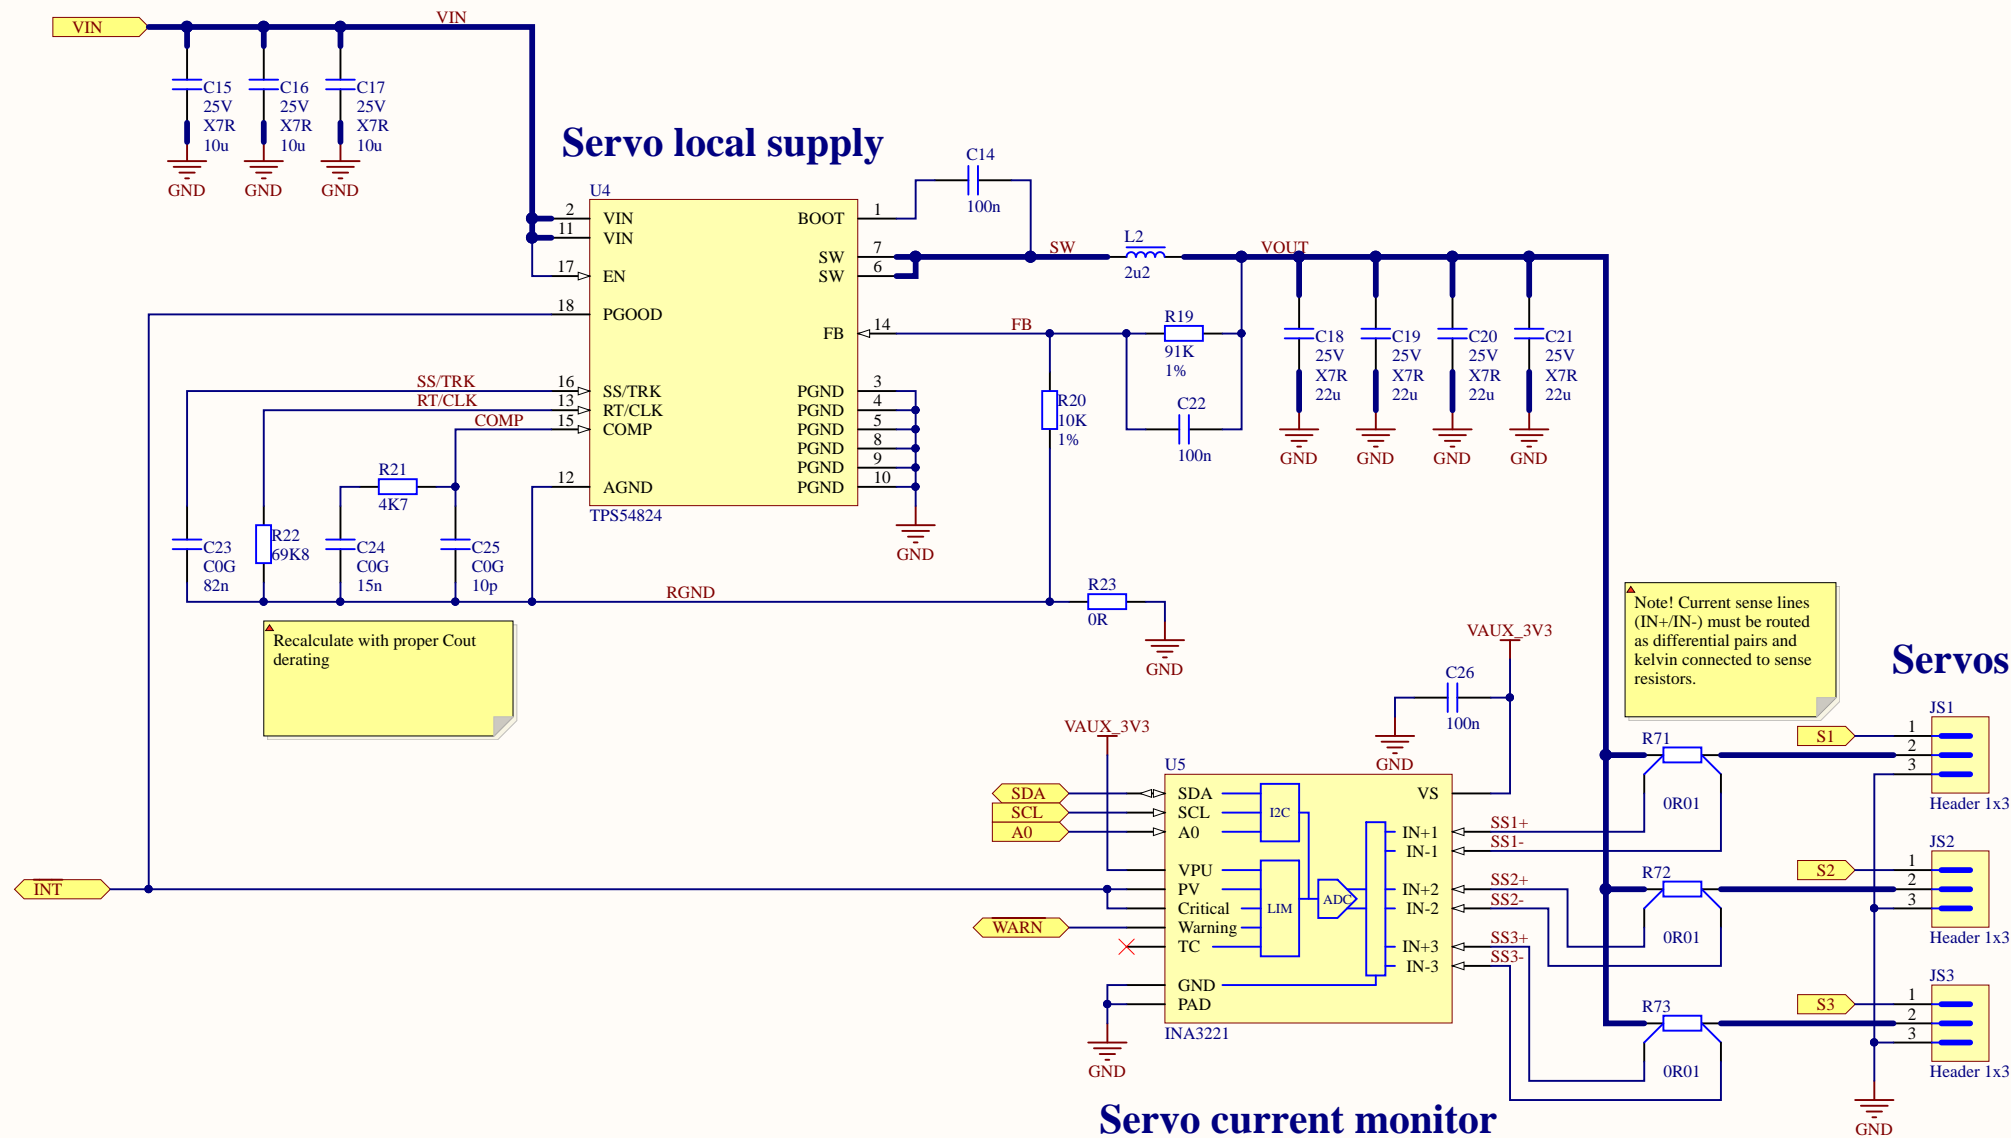 VIN
VIN
C15
25V
X7R
10u
GND
C16
25V
X7R
10u
GND
C17
25V
X7R
10u
GND
Servo local supply
U4
2 VIN
11 VIN
17 EN
18 PGOOD
SS/TRK 16 SS/TRK
RT/CLK 13 RT/CLK
COMP 15 COMP
12 AGND
BOOT 1
SW 7
SW 6
FB 14
PGND 3
PGND 4
PGND 5
PGND 8
PGND 9
PGND 10
TPS54824
GND
C14
100n
SW
L2
2u2
VOUT
FB
R19
91K
1%
R20
10K
1%
C22
100n
C18
25V
X7R
22u
GND
C19
25V
X7R
22u
GND
C20
25V
X7R
22u
GND
C21
25V
X7R
22u
GND
R21
4K7
C23
C0G
82n
R22
69K8
C24
C0G
15n
C25
C0G
10p
RGND
R23
0R
GND
Recalculate with proper Cout
derating
Note! Current sense lines
(IN+/IN-) must be routed
as differential pairs and
kelvin connected to sense
resistors.
Servos
VAUX_3V3
C26
100n
GND
VAUX_3V3
U5
SDA SDA
SCL SCL
A0 A0
VPU
INT PV
Critical
WARN Warning
TC
GND
PAD
I2C
LIM
ADC
VS
IN+1 SS1+
IN-1 SS1-
IN+2 SS2+
IN-2 SS2-
IN+3 SS3+
IN-3 SS3-
INA3221
GND
Servo current monitor
R71
0R01
R72
0R01
R73
0R01
JS1
S1 1
2
3
Header 1x3
JS2
S2 1
2
3
Header 1x3
JS3
S3 1
2
3
Header 1x3
GND